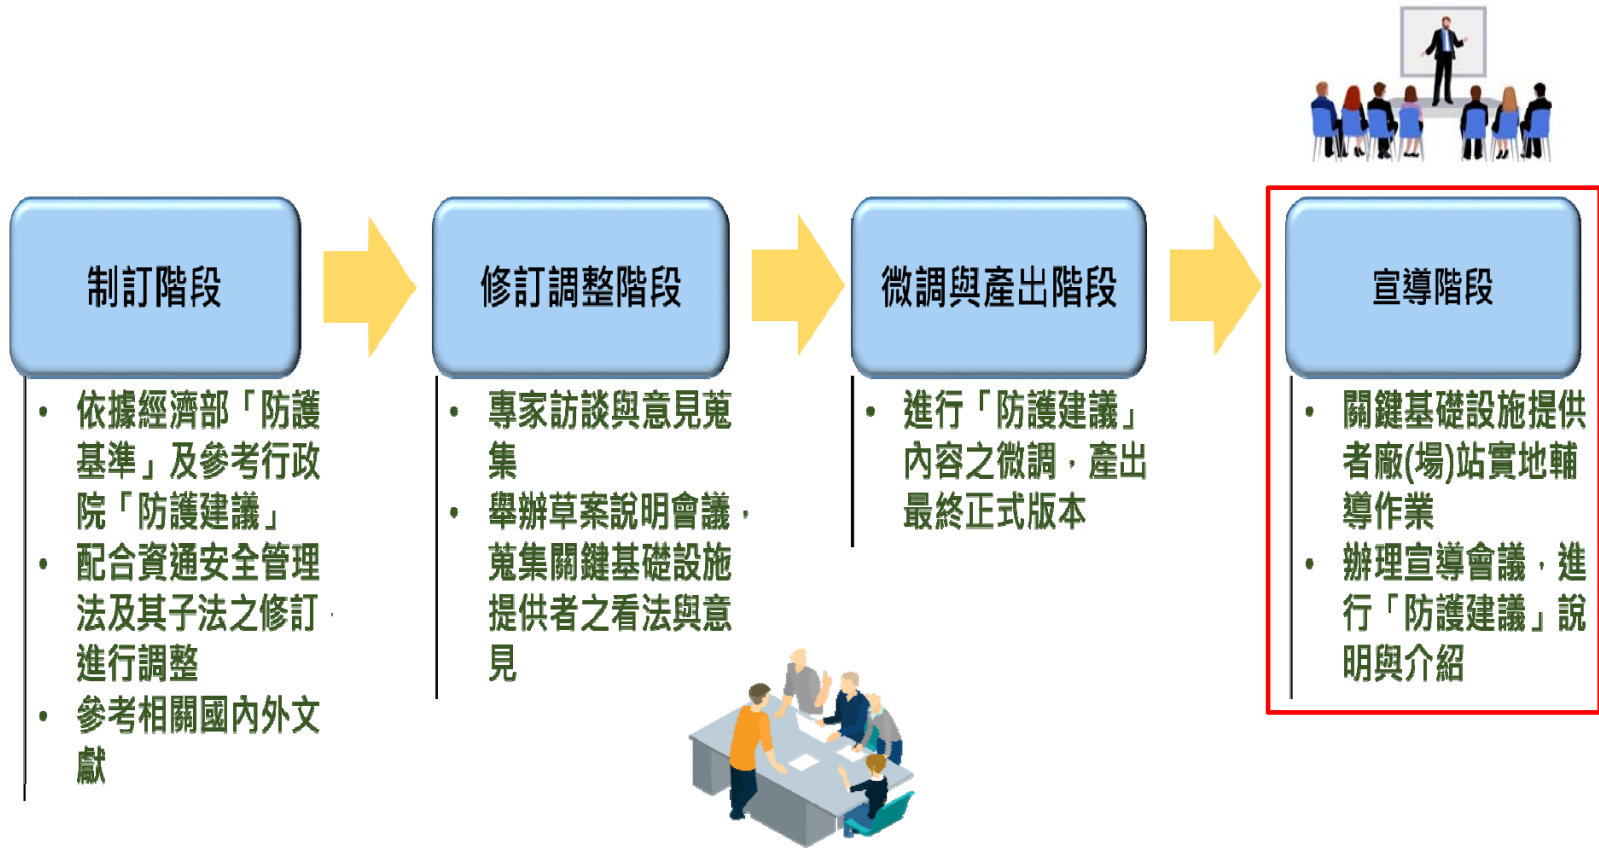 制訂階段
• 依據經濟部「防護
基準」及參考行政
院「防護建議」
• 配合資通安全管理
法及其子法之修訂，
進行調整
• 參考相關國內外文
獻
修訂調整階段
• 專家訪談與意見蒐
集
• 舉辦草案說明會議，
蒐集關鍵基礎設施
提供者之看法與意
見
微調與產出階段
• 進行「防護建議」
內容之微調，產出
最終正式版本
宣導階段
• 關鍵基礎設施提供
者廠(場)站實地輔
導作業
• 辦理宣導會議，進
行「防護建議」說
明與介紹